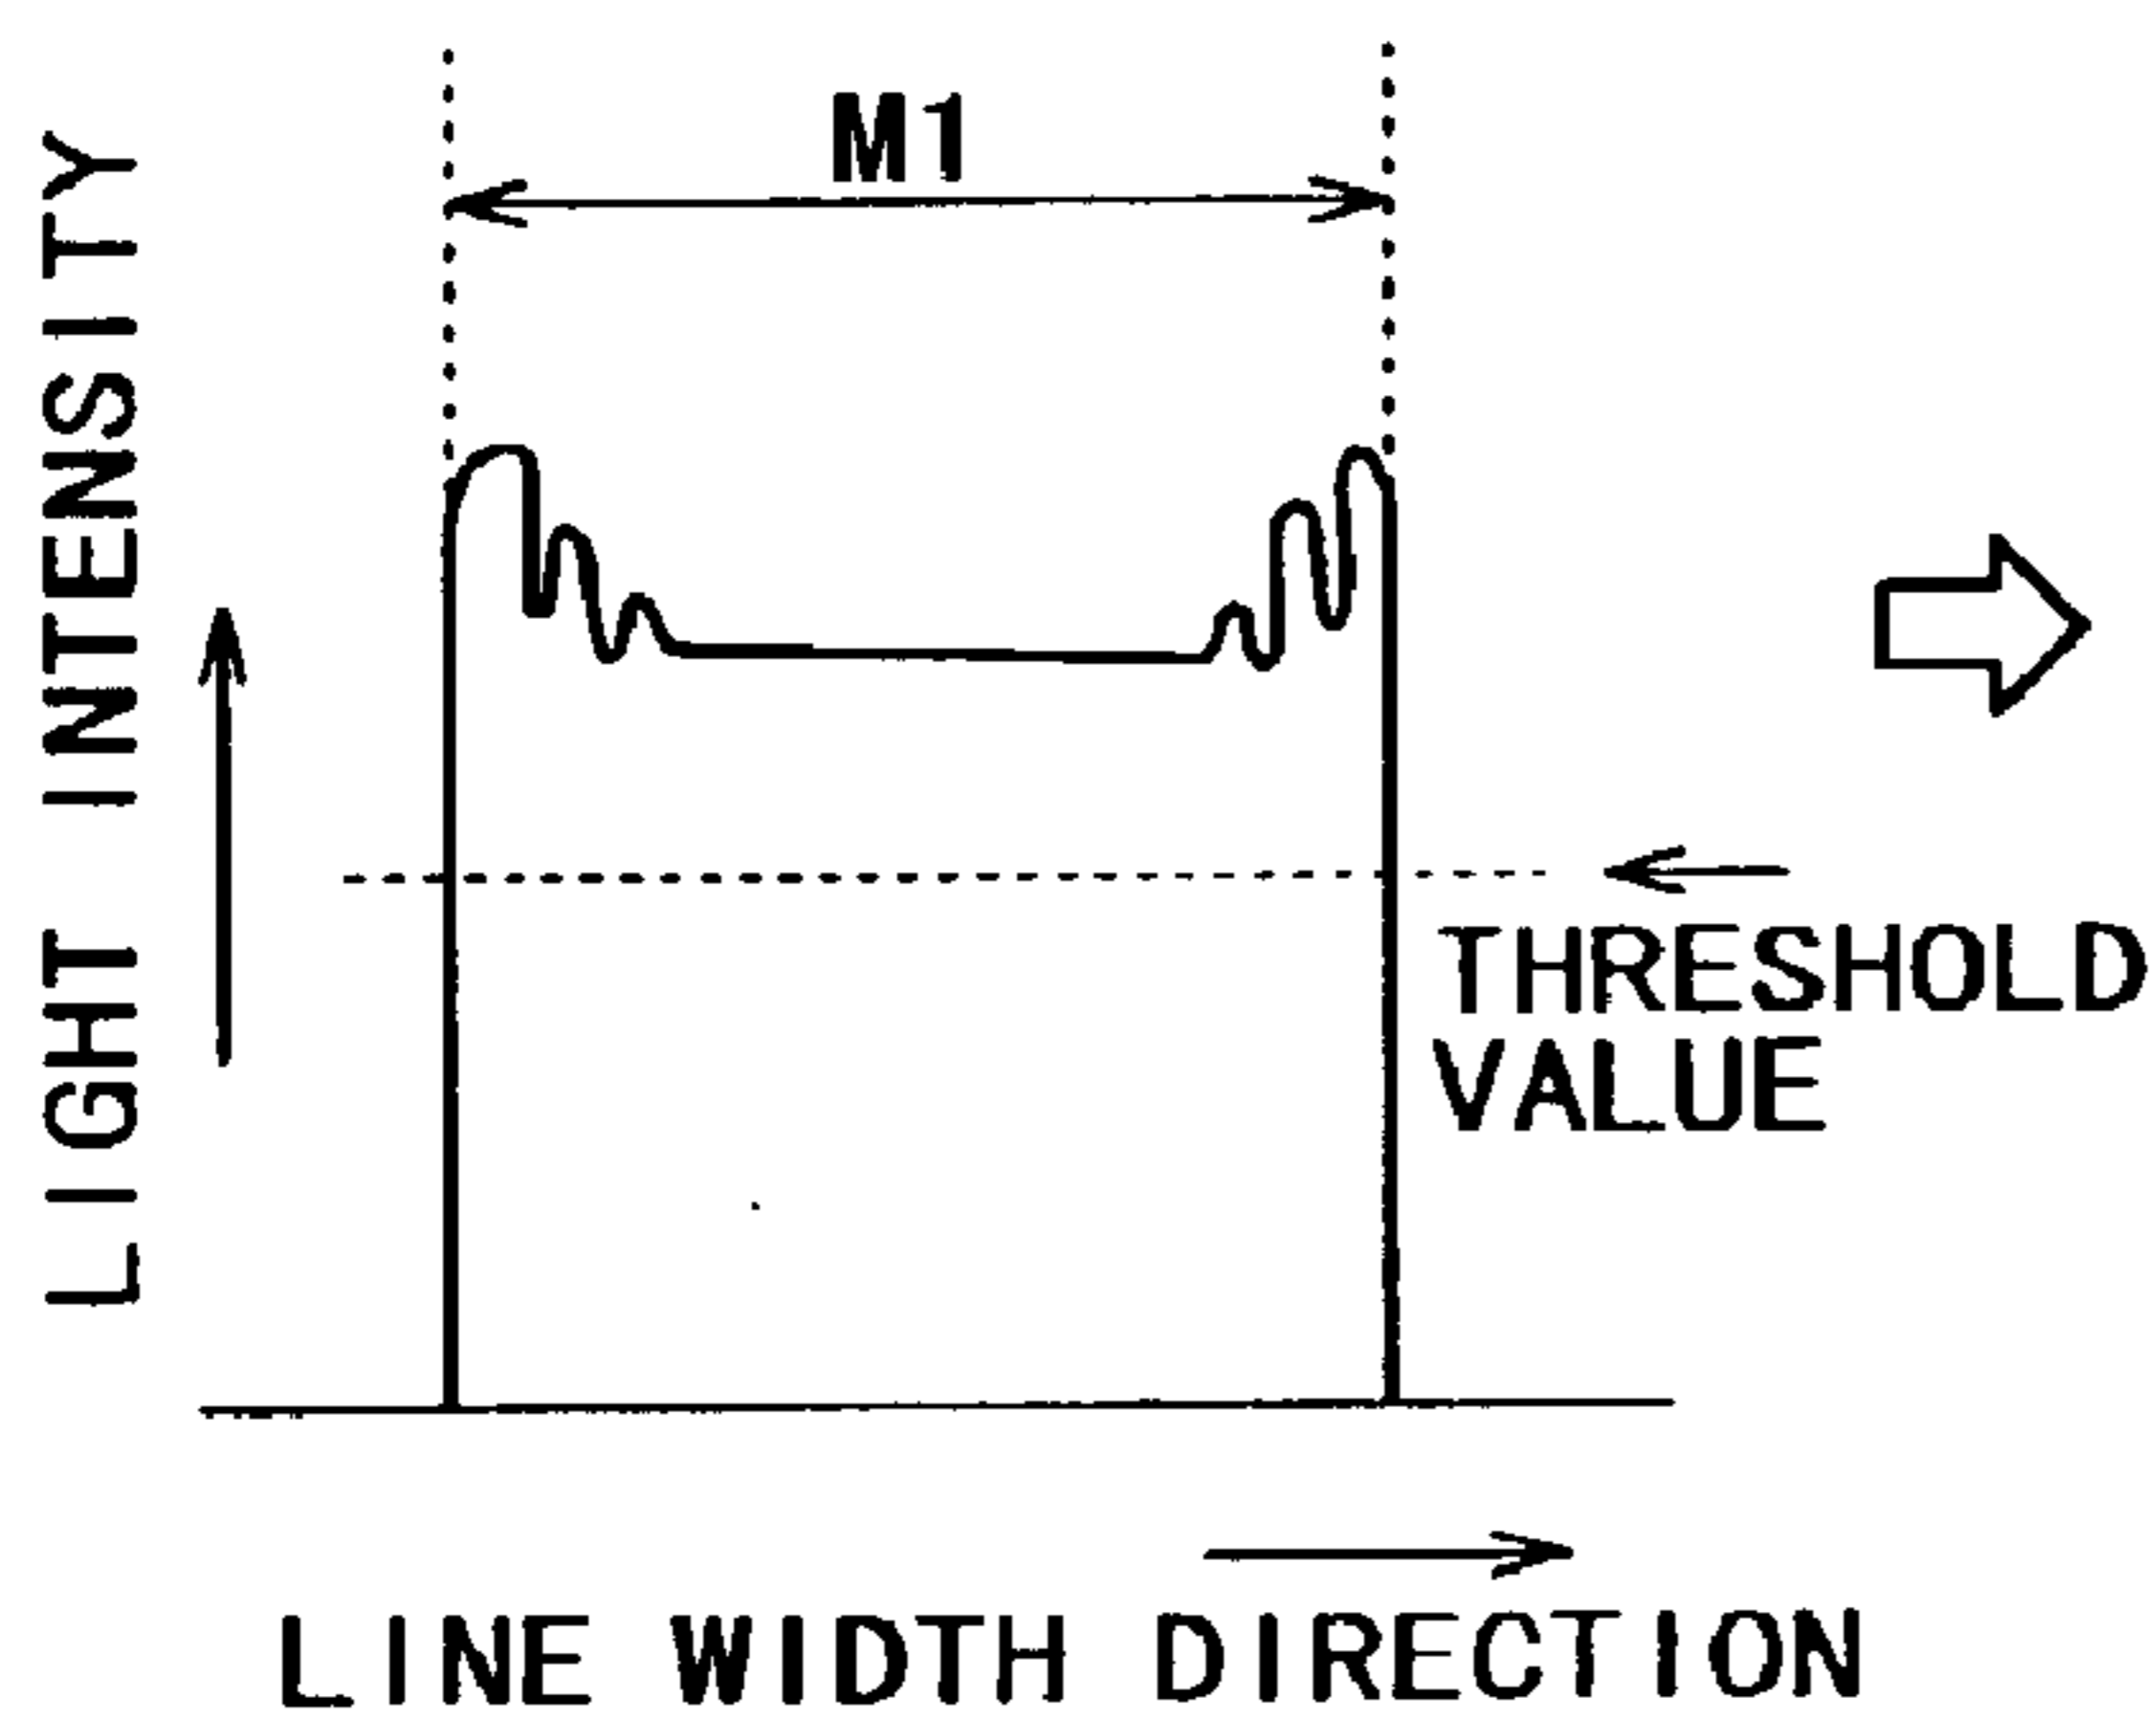 M1
LIGHT INTENSITY
THRESHOLD
VALUE
LINE WIDTH DIRECTION